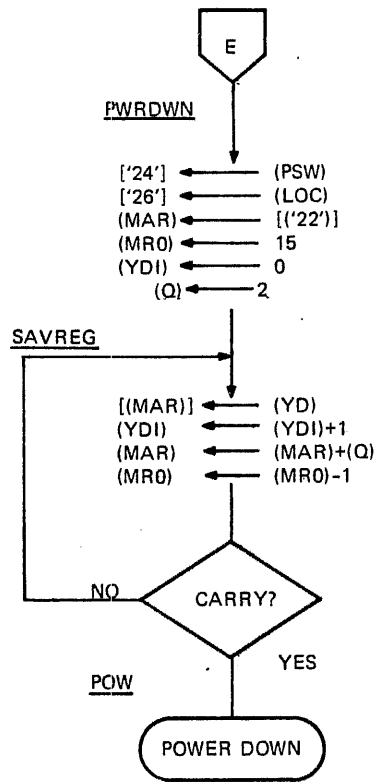 E
PWRDWN
['24'] ← (PSW)
['26'] ← (LOC)
(MAR) ← [('22')]
(MR0) ← 15
(YDI) ← 0
(Q) ← 2
SAVREG
[(MAR)] ← (YD)
(YDI) ← (YDI)+1
(MAR) ← (MAR)+(Q)
(MR0) ← (MR0)-1
NO
CARRY?
YES
POW
POWER DOWN